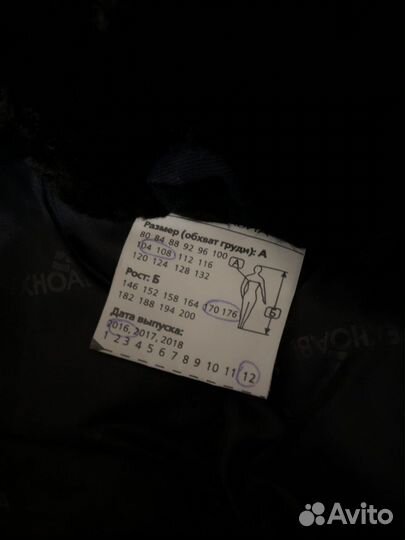 Размер (обхват груди): А
80 84 88 92 96 100
104 108 112 116
120 124 128 132
Рост: Б
146 152 158 164 170 176
182 188 194 200
Дата выпуска:
2016, 2017, 2018
1 2 3 4 5 6 7 8 9 10 11 12
А
Б
Avito